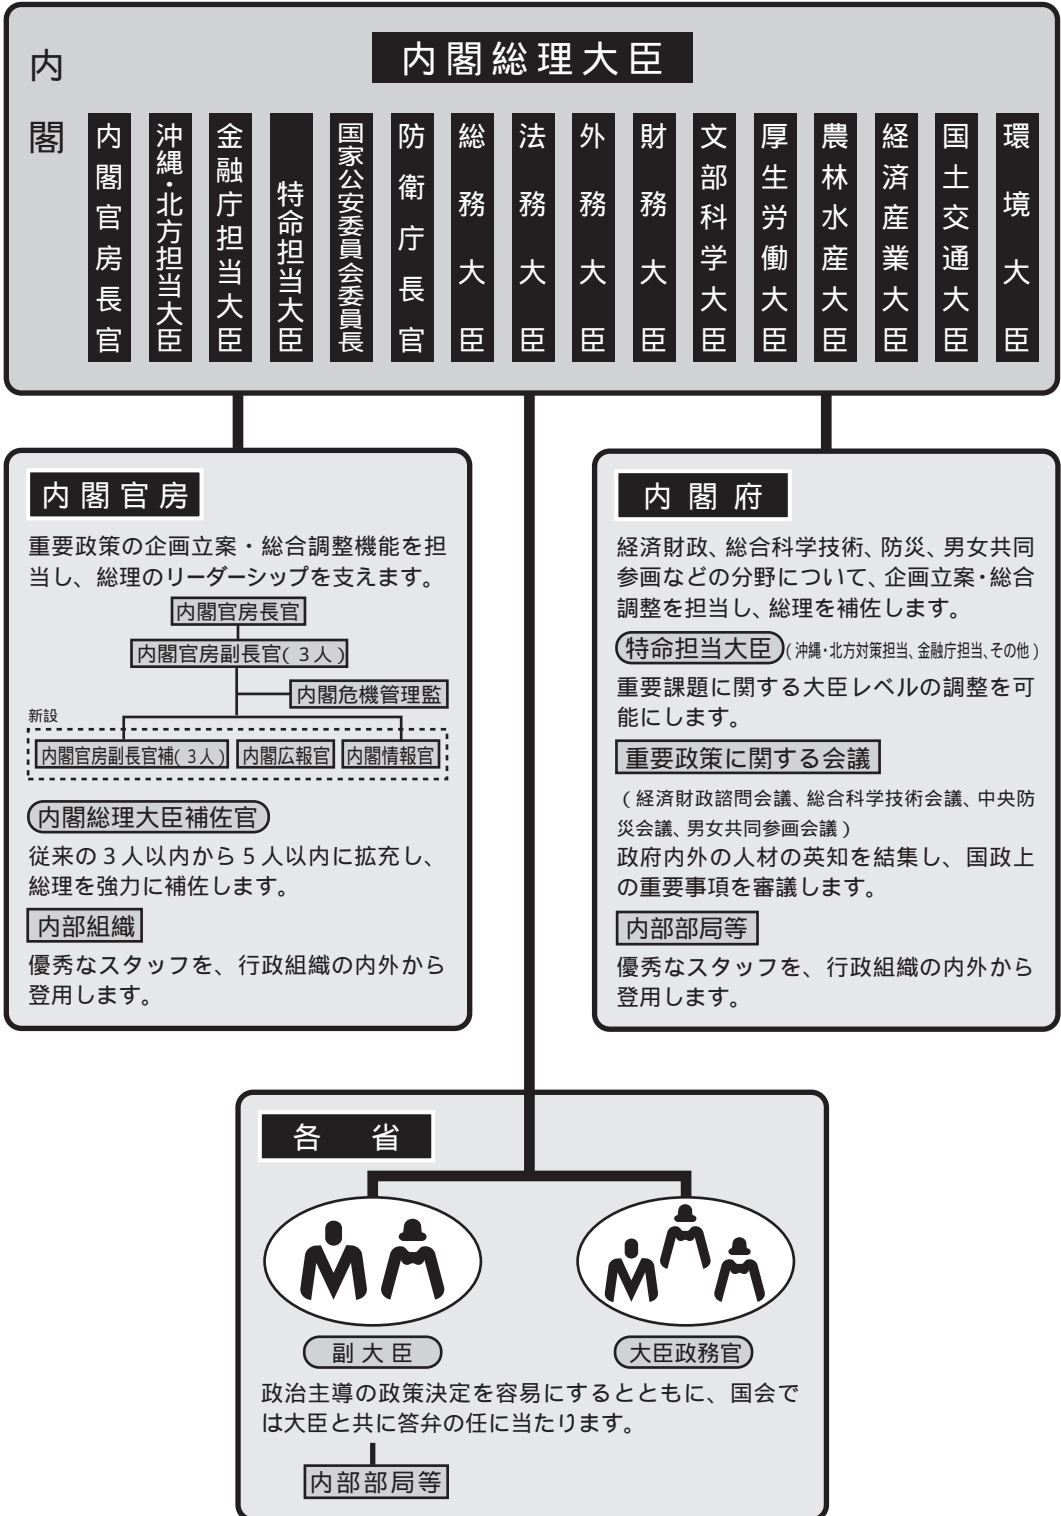 内閣
内閣総理大臣
内閣官房長官
沖縄・北方担当大臣
金融庁担当大臣
特命担当大臣
国家公安委員会委員長
防衛庁長官
総務大臣
法務大臣
外務大臣
財務大臣
文部科学大臣
厚生労働大臣
農林水産大臣
経済産業大臣
国土交通大臣
環境大臣
内閣官房
重要政策の企画立案・総合調整機能を担
当し、総理のリーダーシップを支えます。
内閣官房長官
内閣官房副長官(3人)
内閣危機管理監
新設
内閣官房副長官補(3人)
内閣広報官
内閣情報官
内閣総理大臣補佐官
従来の3人以内から5人以内に拡充し、
総理を強力に補佐します。
内部組織
優秀なスタッフを、行政組織の内外から
登用します。
内閣府
経済財政、総合科学技術、防災、男女共同
参画などの分野について、企画立案・総合
調整を担当し、総理を補佐します。
特命担当大臣(沖縄・北方対策担当、金融庁担当、その他)
重要課題に関する大臣レベルの調整を可
能にします。
重要政策に関する会議
(経済財政諮問会議、総合科学技術会議、中央防
災会議、男女共同参画会議)
政府内外の人材の英知を結集し、国政上
の重要事項を審議します。
内部部局等
優秀なスタッフを、行政組織の内外から
登用します。
各省
副大臣
大臣政務官
政治主導の政策決定を容易にするとともに、国会で
は大臣と共に答弁の任に当たります。
内部部局等